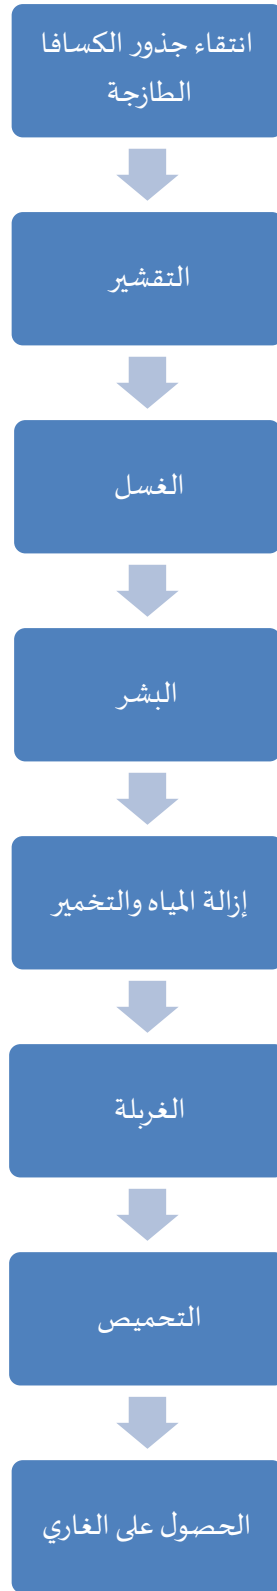 انتقاء جذور الكسافا
الطازجة
التقشير
الغسل
البشر
إزالة المياه والتخمير
الغربلة
التحميص
الحصول على الغاري